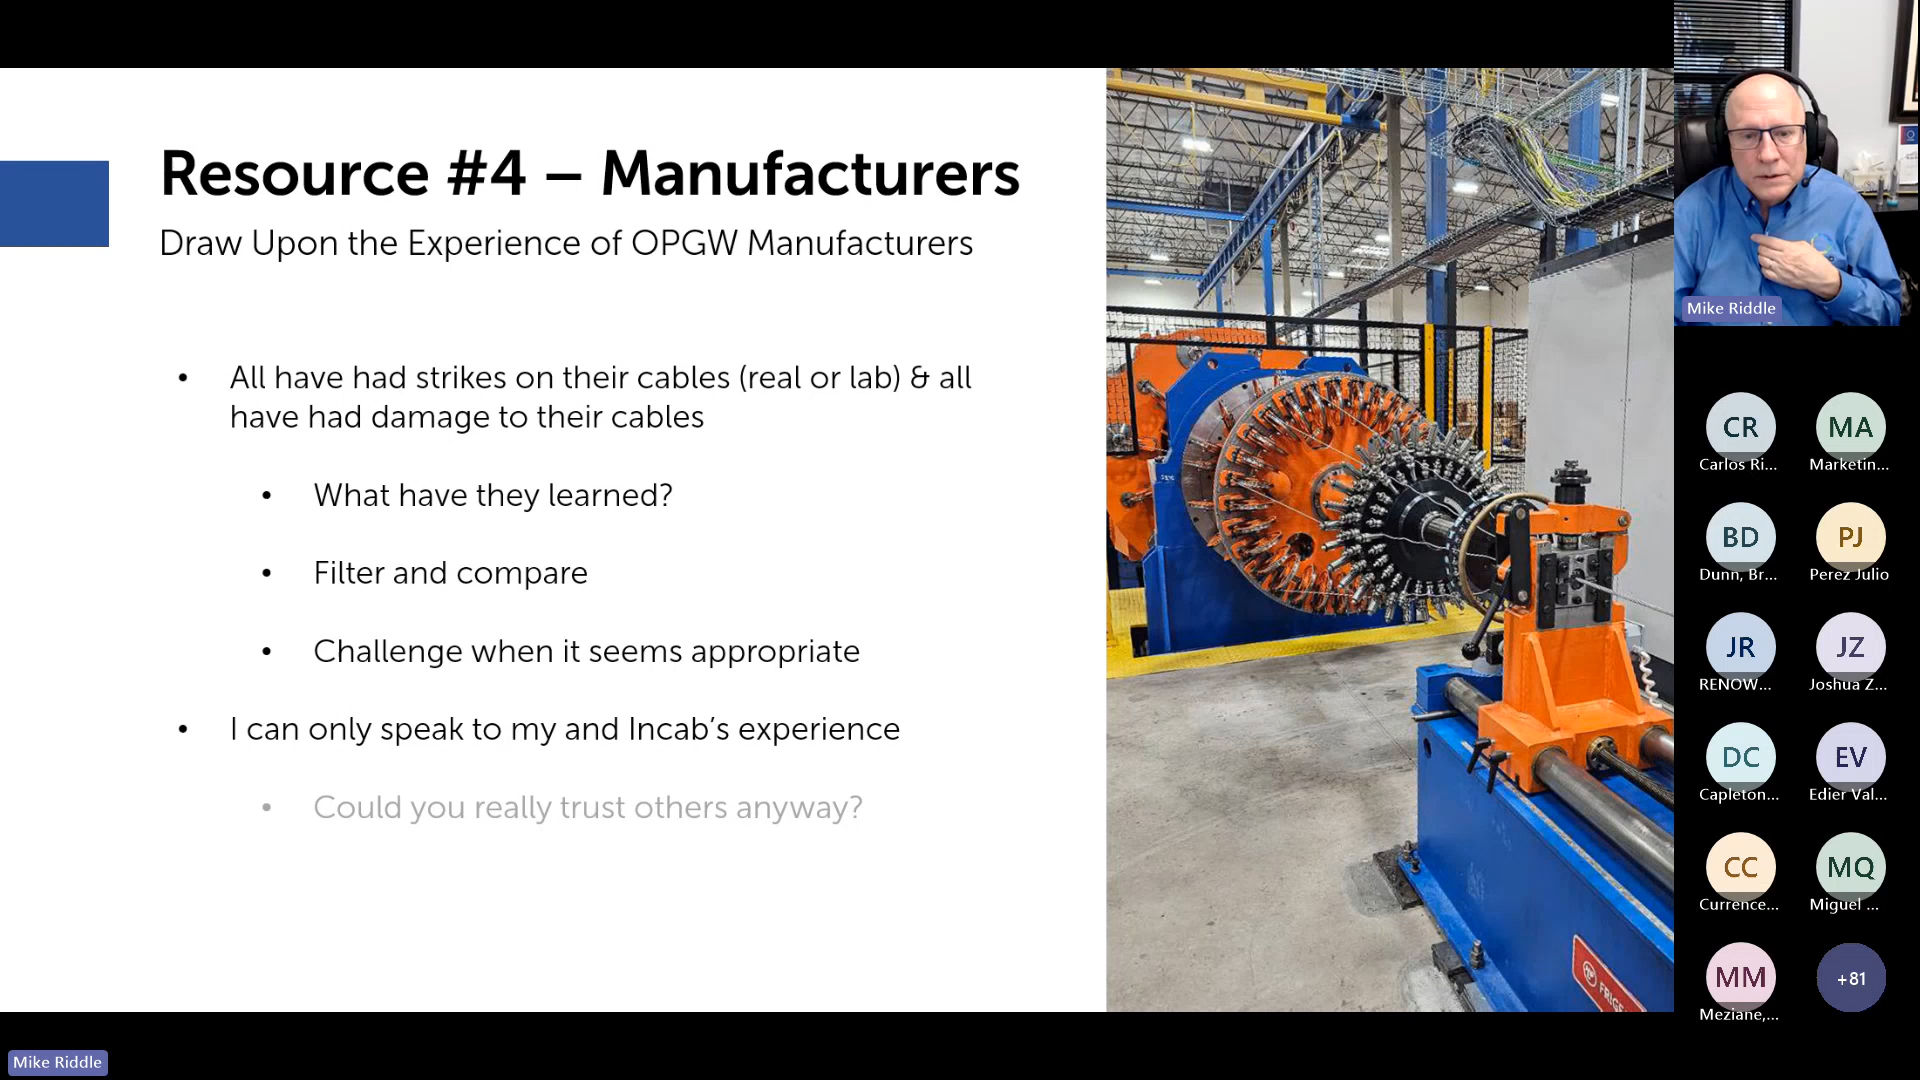 Resource #4 – Manufacturers
Draw Upon the Experience of OPGW Manufacturers
• All have had strikes on their cables (real or lab) & all
have had damage to their cables
• What have they learned?
• Filter and compare
• Challenge when it seems appropriate
• I can only speak to my and Incab’s experience
• Could you really trust others anyway?
Mike Riddle
CR
Carlos Ri...
MA
Marketin...
BD
Dunn, Br...
PJ
Perez Julio
JR
RENOW...
JZ
Joshua Z...
DC
Capleton...
EV
Edier Val...
CC
Currence...
MQ
Miguel ...
MM
Meziane,...
+81
Mike Riddle